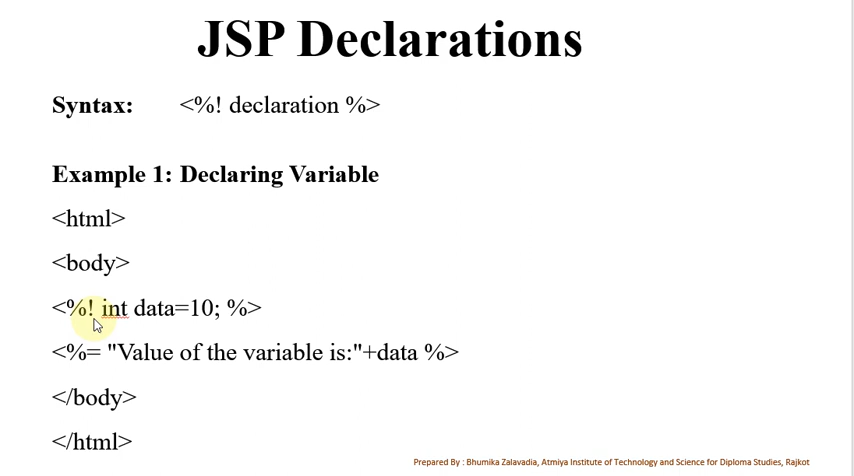 JSP Declarations
Syntax: <%! declaration %>
Example 1: Declaring Variable
<html>
<body>
<%! int data=10; %>
<%= "Value of the variable is:"+data %>
</body>
</html>
Prepared By : Bhumika Zalavadia, Atmiya Institute of Technology and Science for Diploma Studies, Rajkot